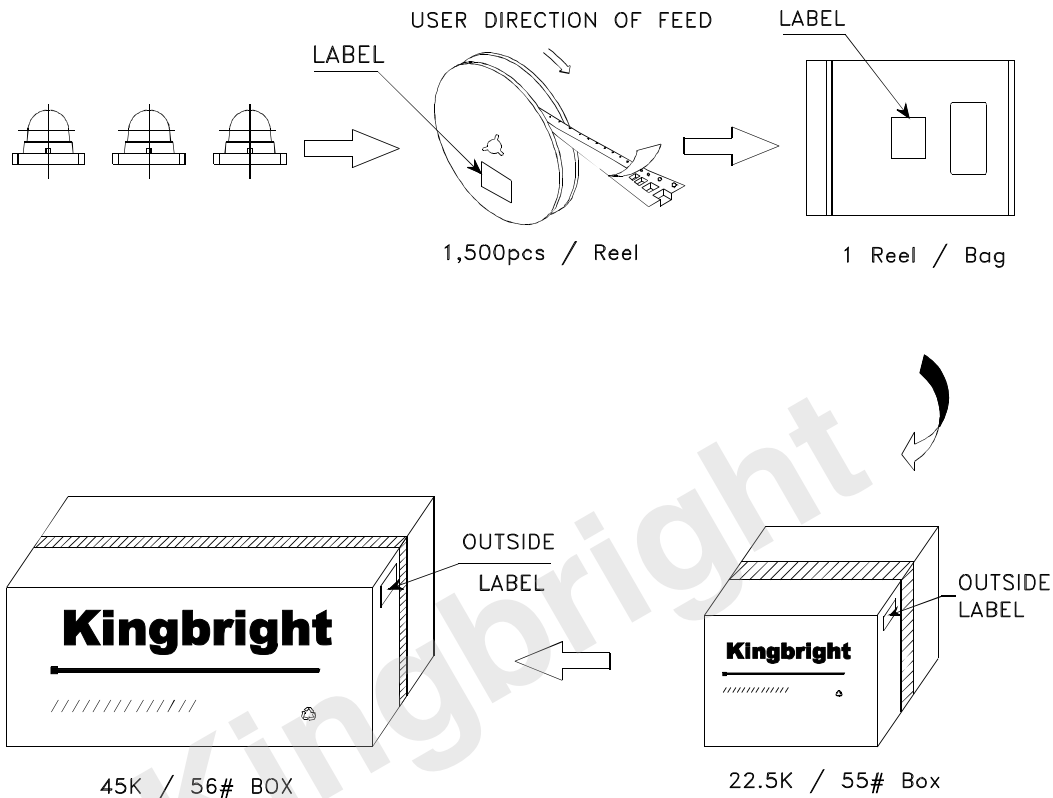 USER DIRECTION OF FEED
LABEL
LABEL
1,500pcs / Reel
1 Reel / Bag
OUTSIDE
LABEL
OUTSIDE
LABEL
Kingbright
Kingbright
45K / 56# BOX
22.5K / 55# Box
Kingbright